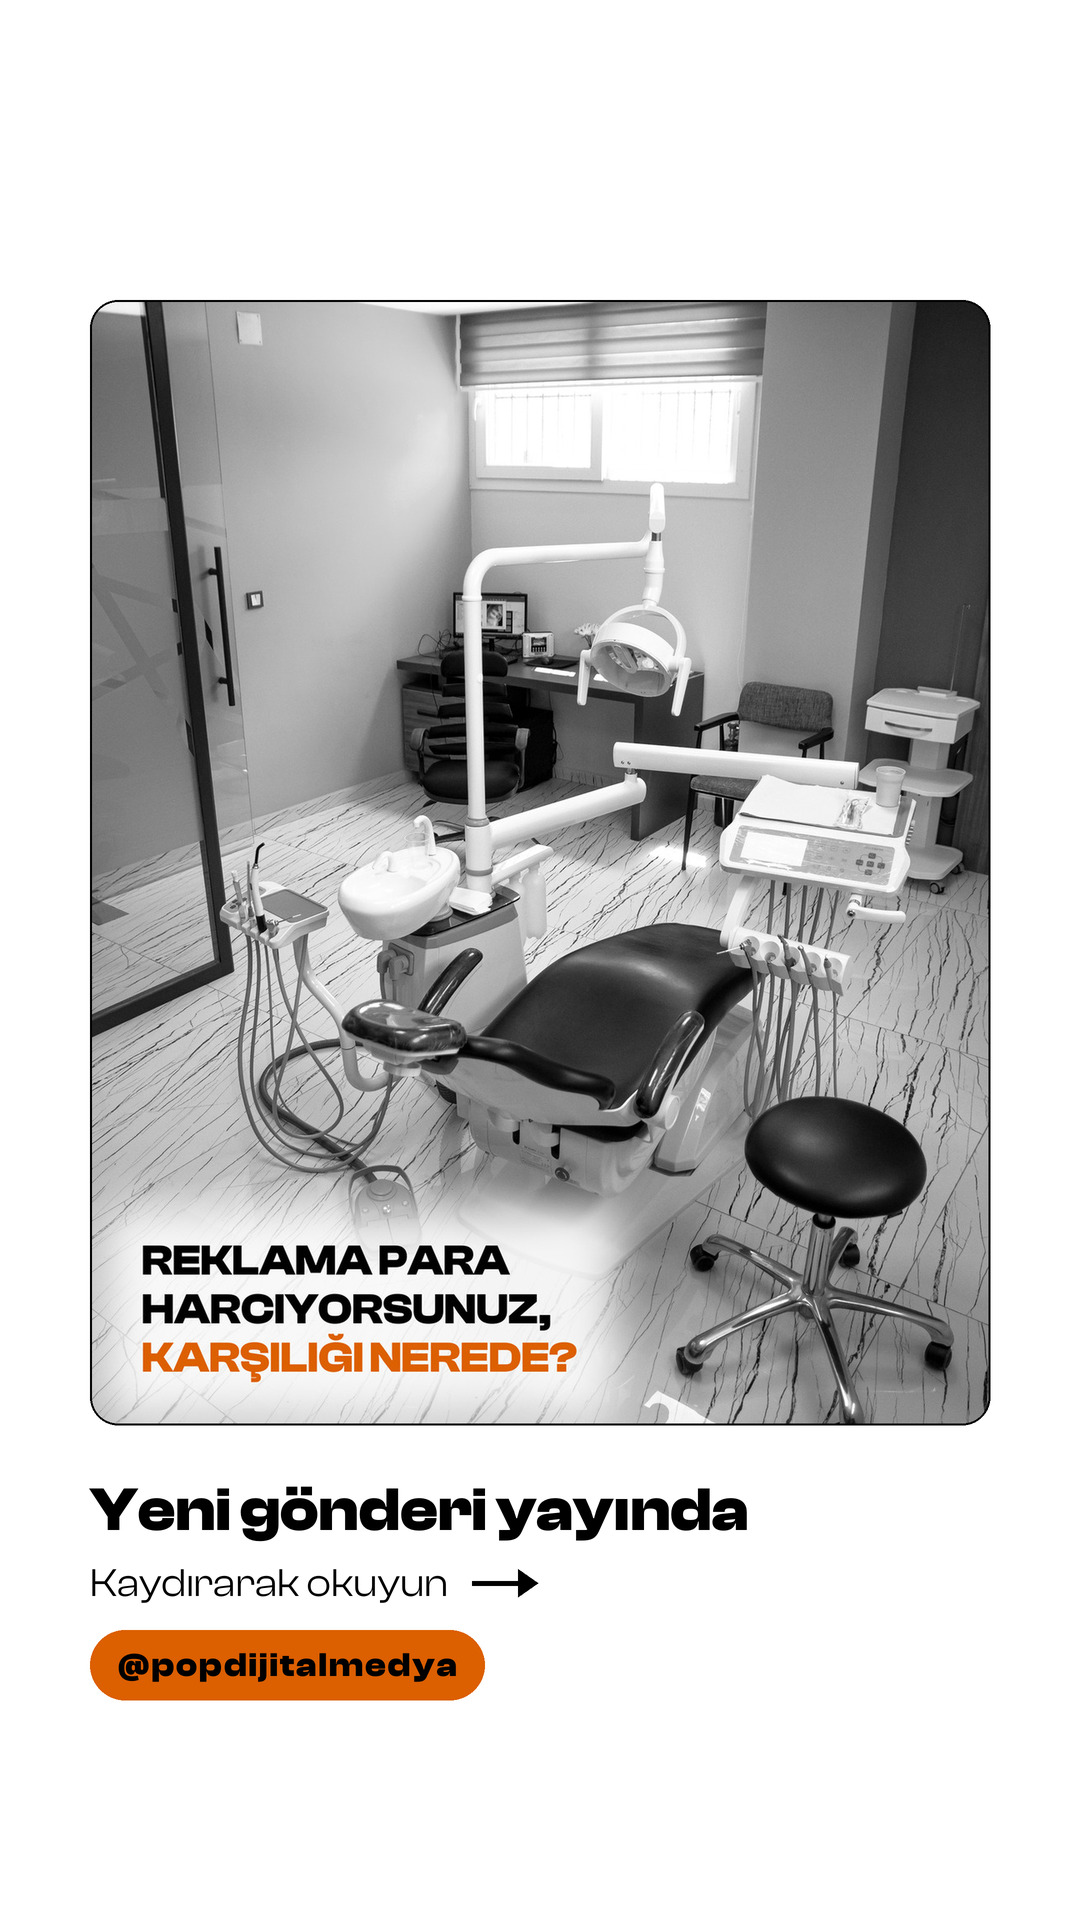 REKLAMA PARA
HARCIYORSUNUZ,
KARŞILIĞI NEREDE?
Yeni gönderi yayında
Kaydırarak okuyun
@popdijitalmedya